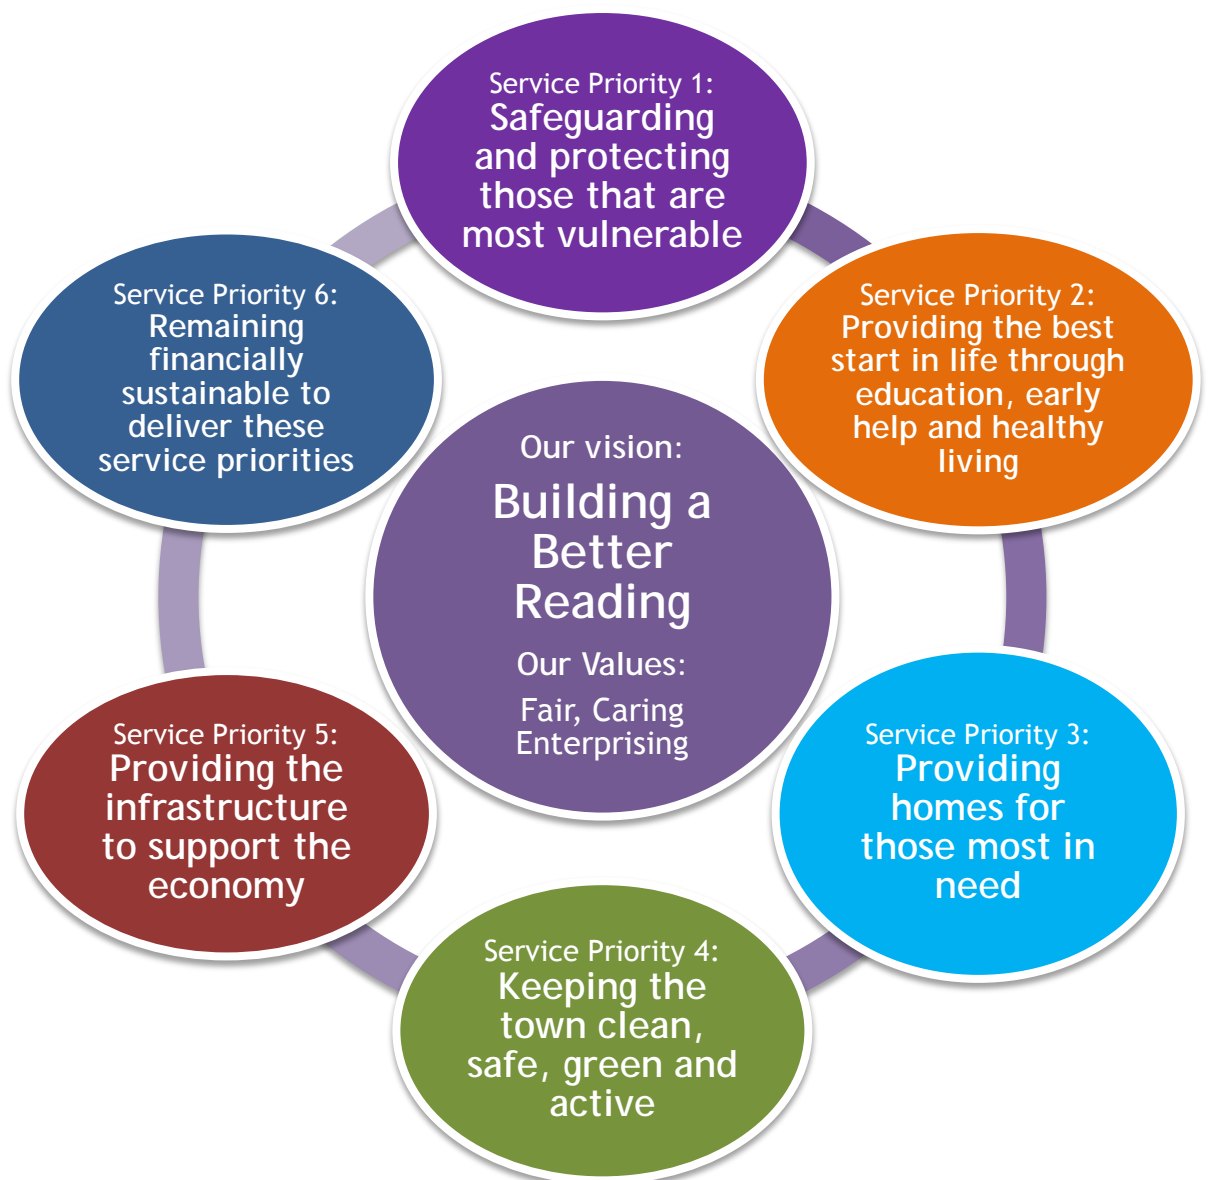 Service Priority 1:
Safeguarding
and protecting
those that are
most vulnerable
Service Priority 2:
Providing the best
start in life through
education, early
help and healthy
living
Service Priority 3:
Providing
homes for
those most in
need
Service Priority 4:
Keeping the
town clean,
safe, green and
active
Service Priority 5:
Providing the
infrastructure
to support the
economy
Service Priority 6:
Remaining
financially
sustainable to
deliver these
service priorities
Our vision:
Building a
Better
Reading
Our Values:
Fair, Caring
Enterprising